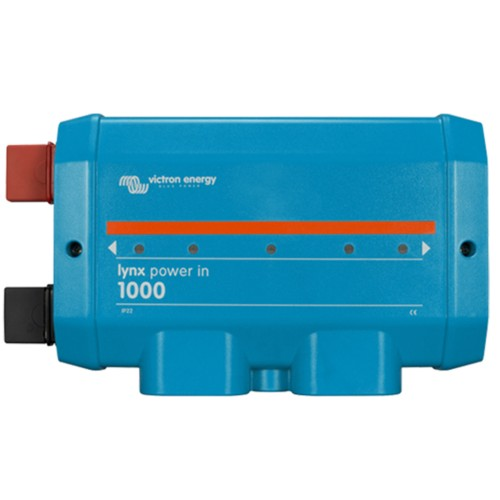 victron energy
BLUE POWER
lynx power in
1000
IP22
CE